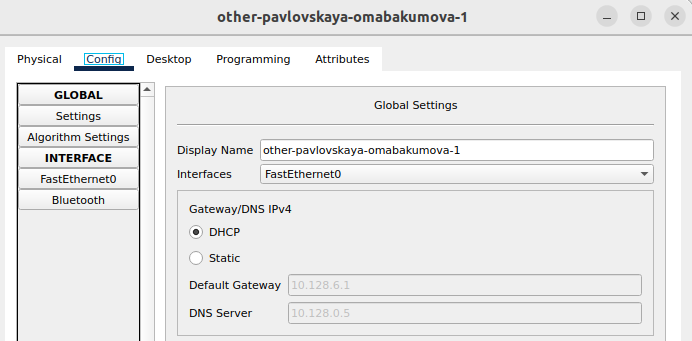 other-pavlovskaya-omabakumova-1
Physical Config Desktop Programming Attributes
GLOBAL
Settings
Algorithm Settings
INTERFACE
FastEthernet0
Bluetooth
Global Settings
Display Name other-pavlovskaya-omabakumova-1
Interfaces FastEthernet0
Gateway/DNS IPv4
DHCP
Static
Default Gateway 10.128.6.1
DNS Server 10.128.0.5